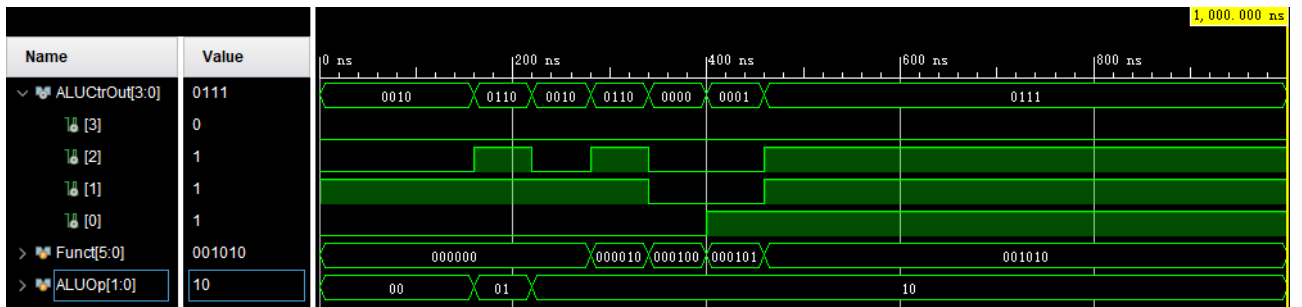 1,000.000 ns
Name Value
0 ns 200 ns 400 ns 600 ns 800 ns
ALUCtrOut[3:0] 0111 0010 0110 0010 0110 0000 0001 0111
[3] 0
[2] 1
[1] 1
[0] 1
Funct[5:0] 001010 000000 000010 000100 000101 001010
ALUOp[1:0] 10 00 01 10